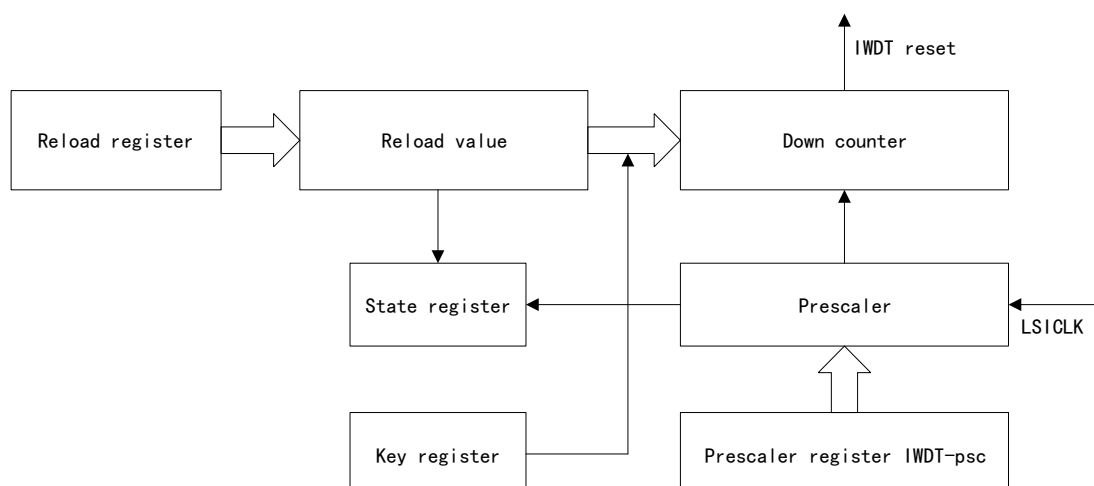 IWDT reset
Reload register
Reload value
Down counter
State register
Prescaler
LSICLK
Key register
Prescaler register IWDT-psc